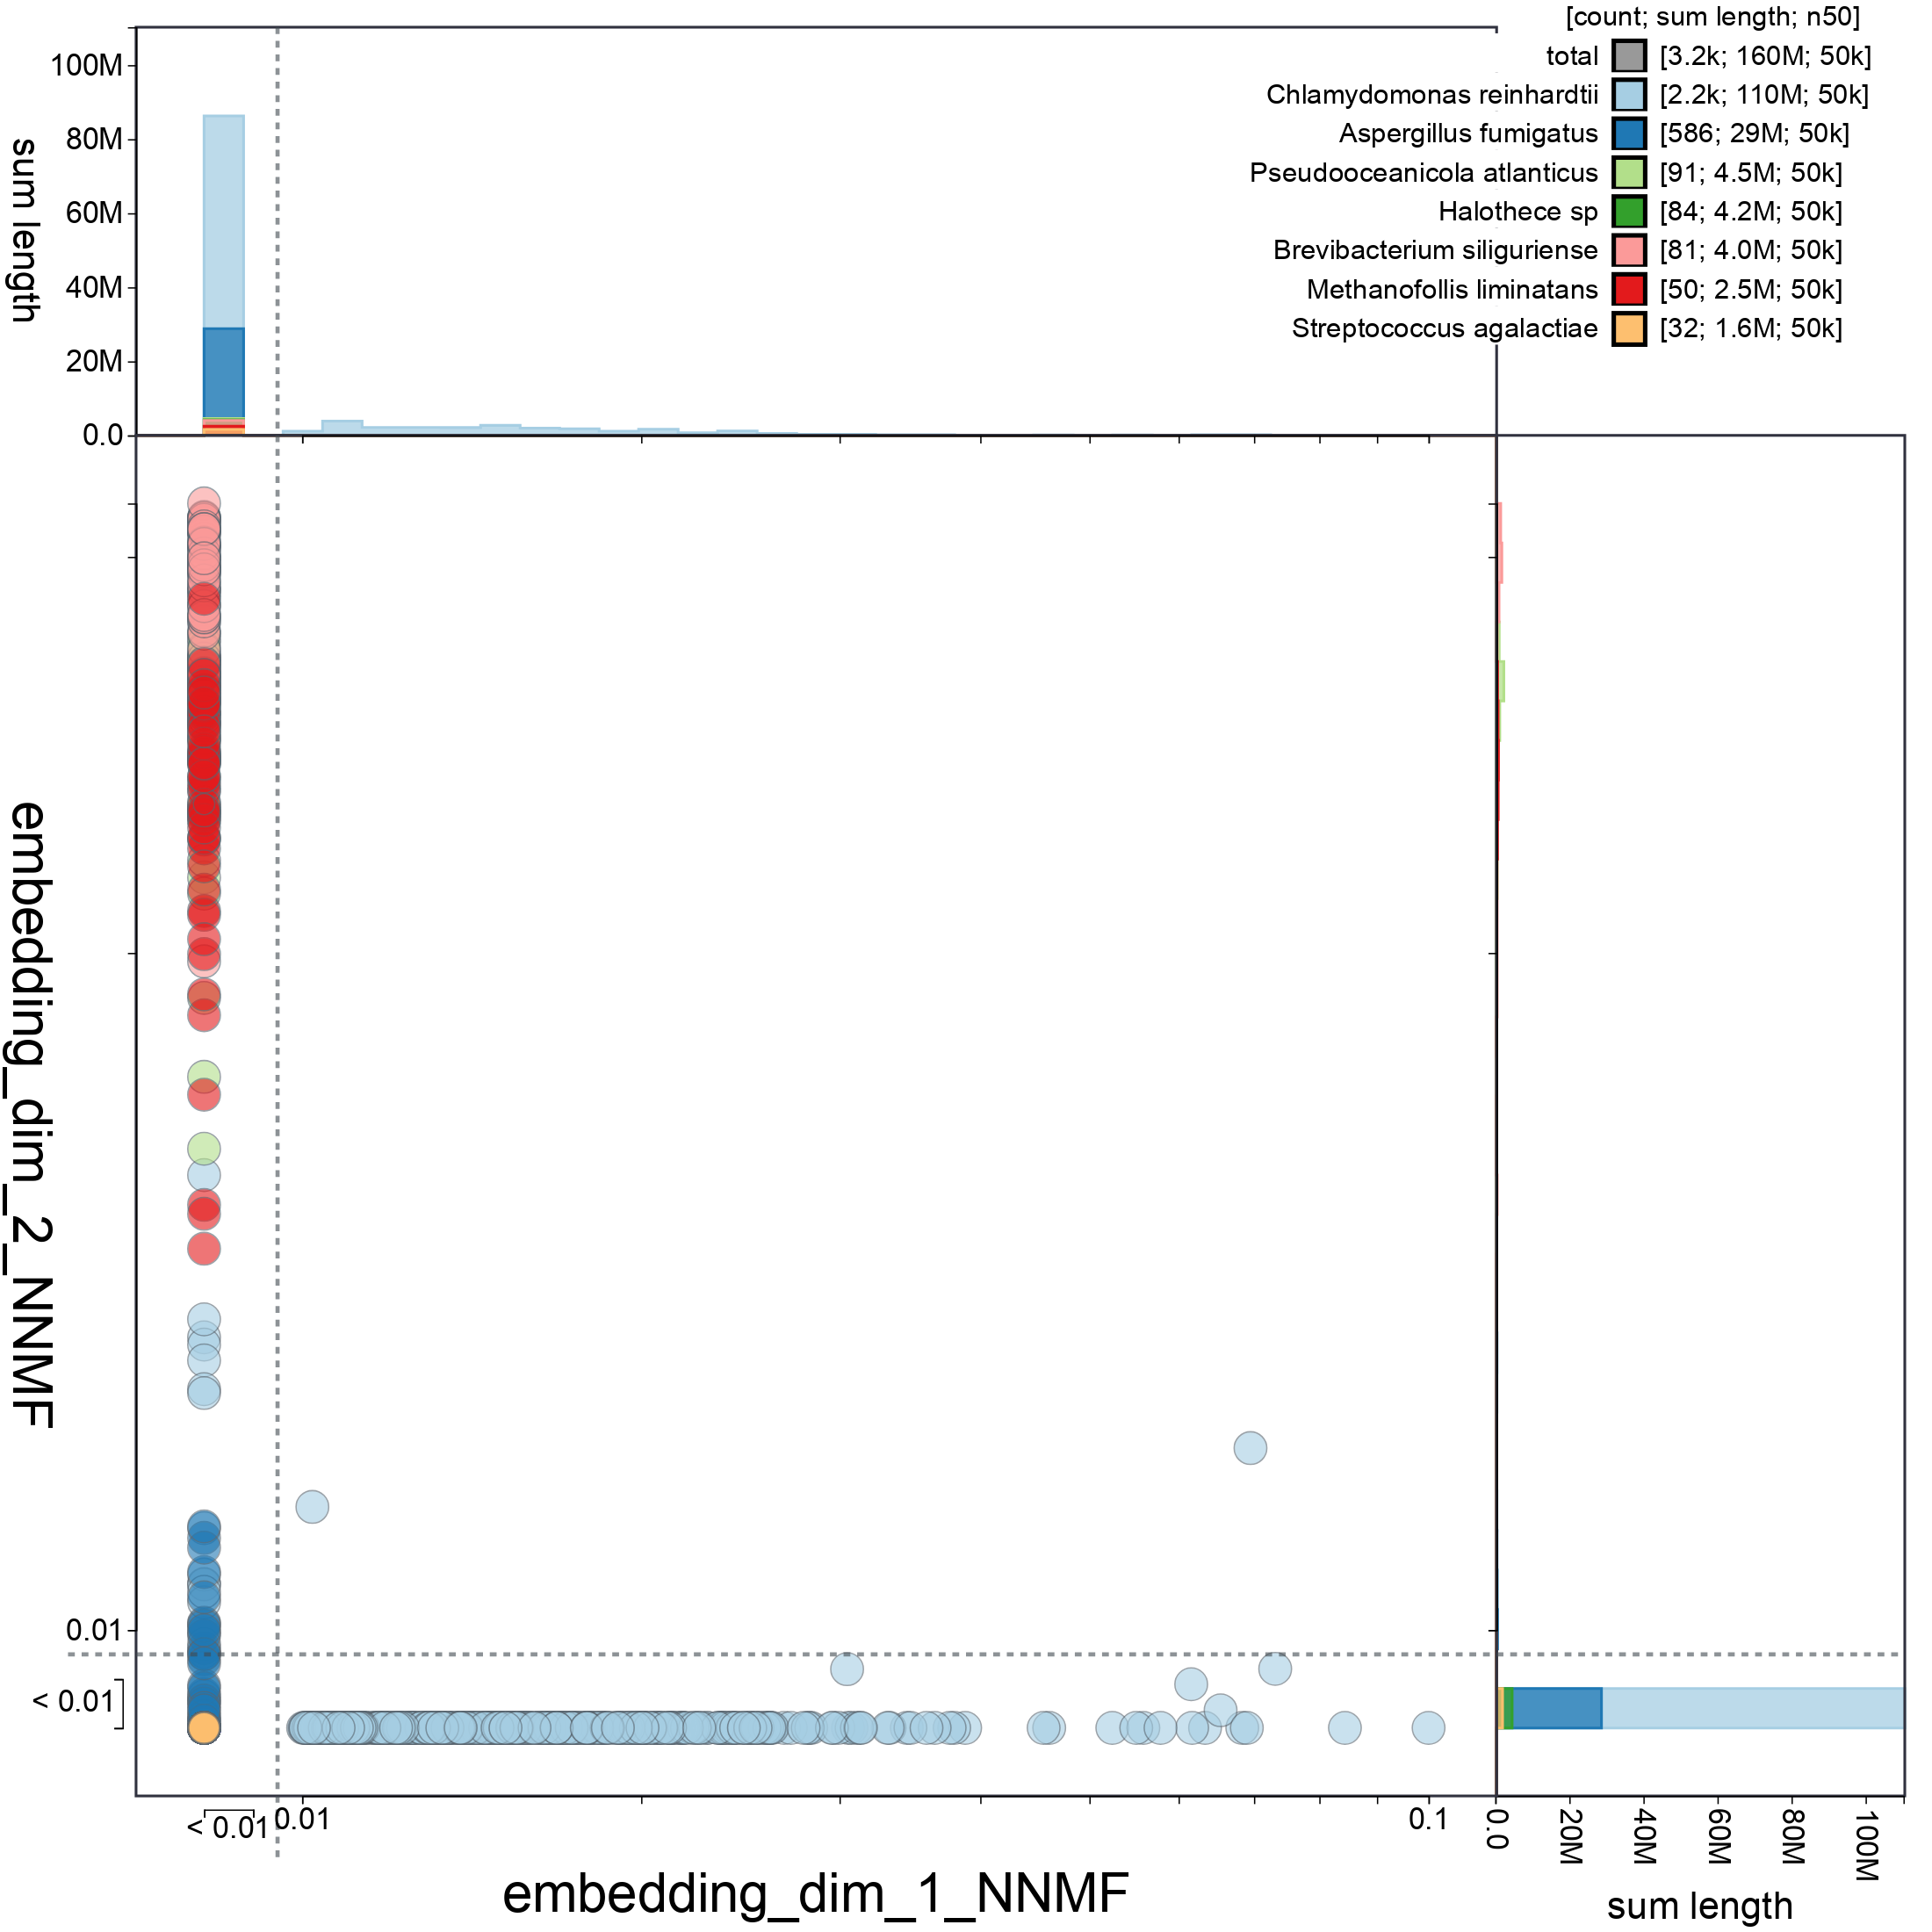 [count; sum length; n50]
total [3.2k; 160M; 50k]
Chlamydomonas reinhardtii [2.2k; 110M; 50k]
Aspergillus fumigatus [586; 29M; 50k]
Pseudooceanicola atlanticus [91; 4.5M; 50k]
Halothece sp [84; 4.2M; 50k]
Brevibacterium siliguriense [81; 4.0M; 50k]
Methanofollis liminatans [50; 2.5M; 50k]
Streptococcus agalactiae [32; 1.6M; 50k]
100M
80M
60M
40M
20M
0.0
sum length
embedding_dim_2_NNMF
0.01
< 0.01
< 0.01
0.01
0.1
embedding_dim_1_NNMF
0.0
20M
40M
60M
80M
100M
sum length